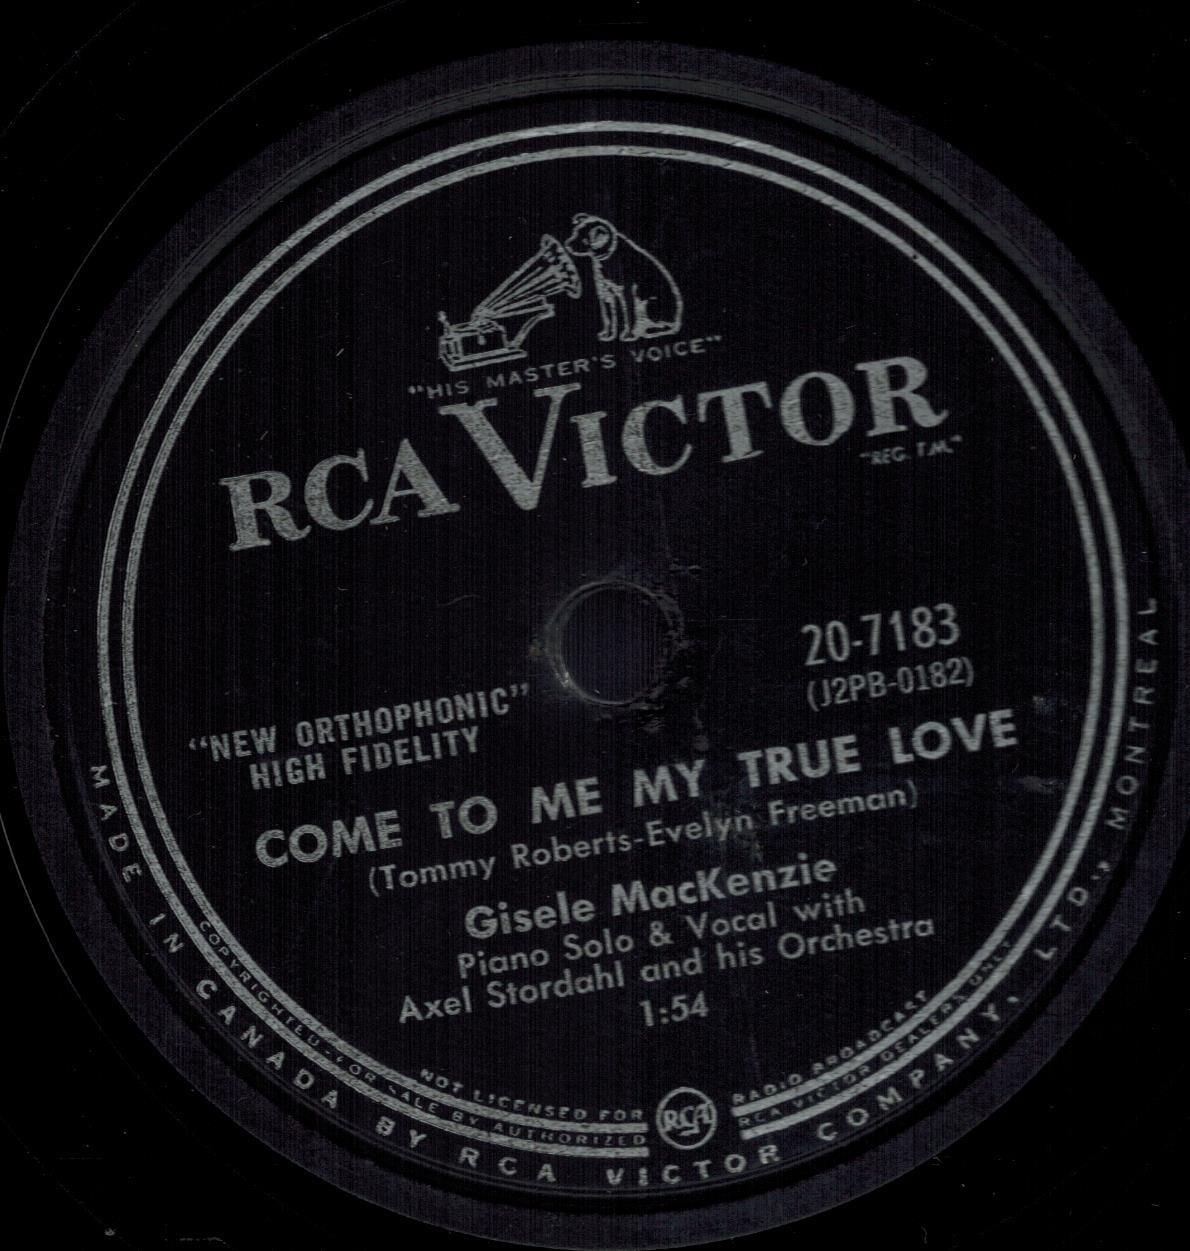 "HIS MASTER'S VOICE"
RCA VICTOR
"REG. T.M."
20-7183
(J2PB-0182)
"NEW ORTHOPHONIC"
HIGH FIDELITY
COME TO ME MY TRUE LOVE
(Tommy Roberts-Evelyn Freeman)
Gisele MacKenzie
Piano Solo & Vocal with
Axel Stordahl and his Orchestra
1:54
NOT LICENSED FOR RADIO BROADCAST
COPYRIGHTED - FOR SALE BY AUTHORIZED RCA VICTOR DEALERS ONLY
RCA
MADE IN CANADA BY RCA VICTOR COMPANY, LTD., MONTREAL